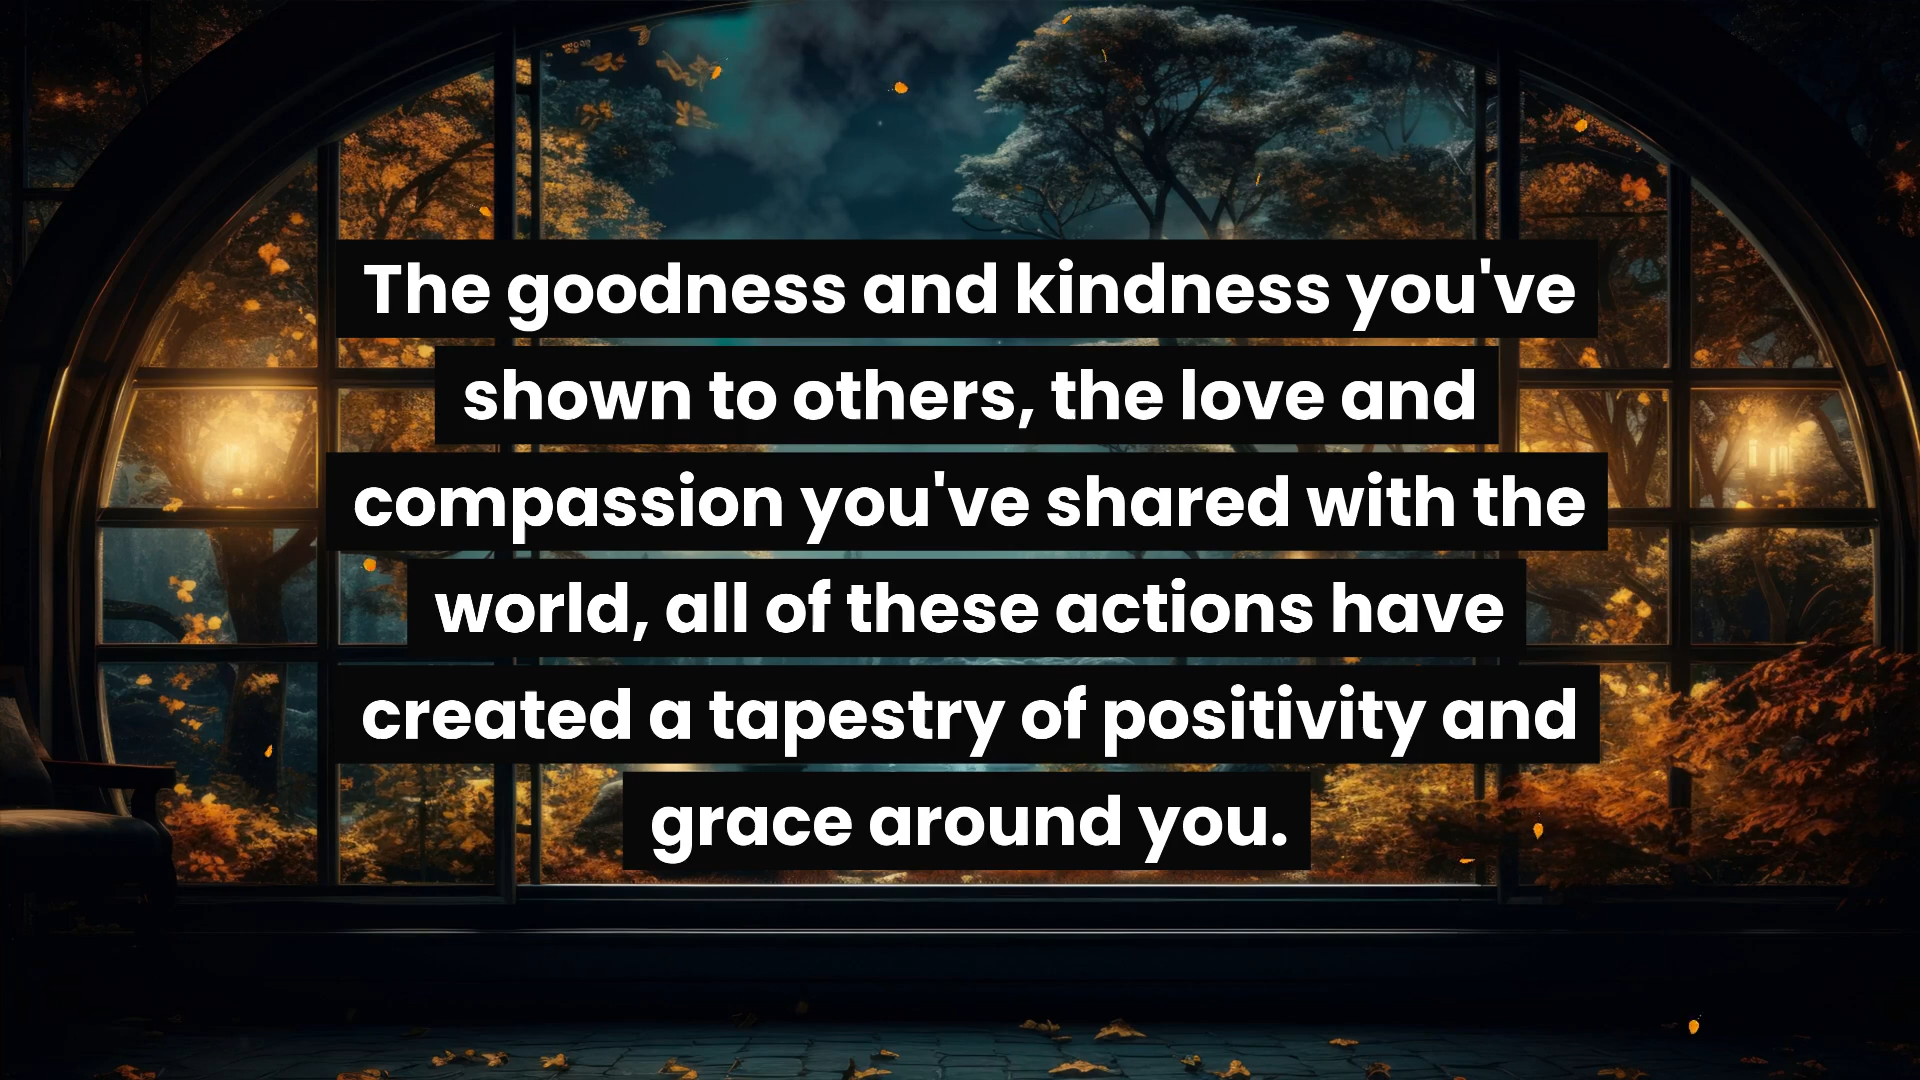 The goodness and kindness you've
shown to others, the love and
compassion you've shared with the
world, all of these actions have
created a tapestry of positivity and
grace around you.